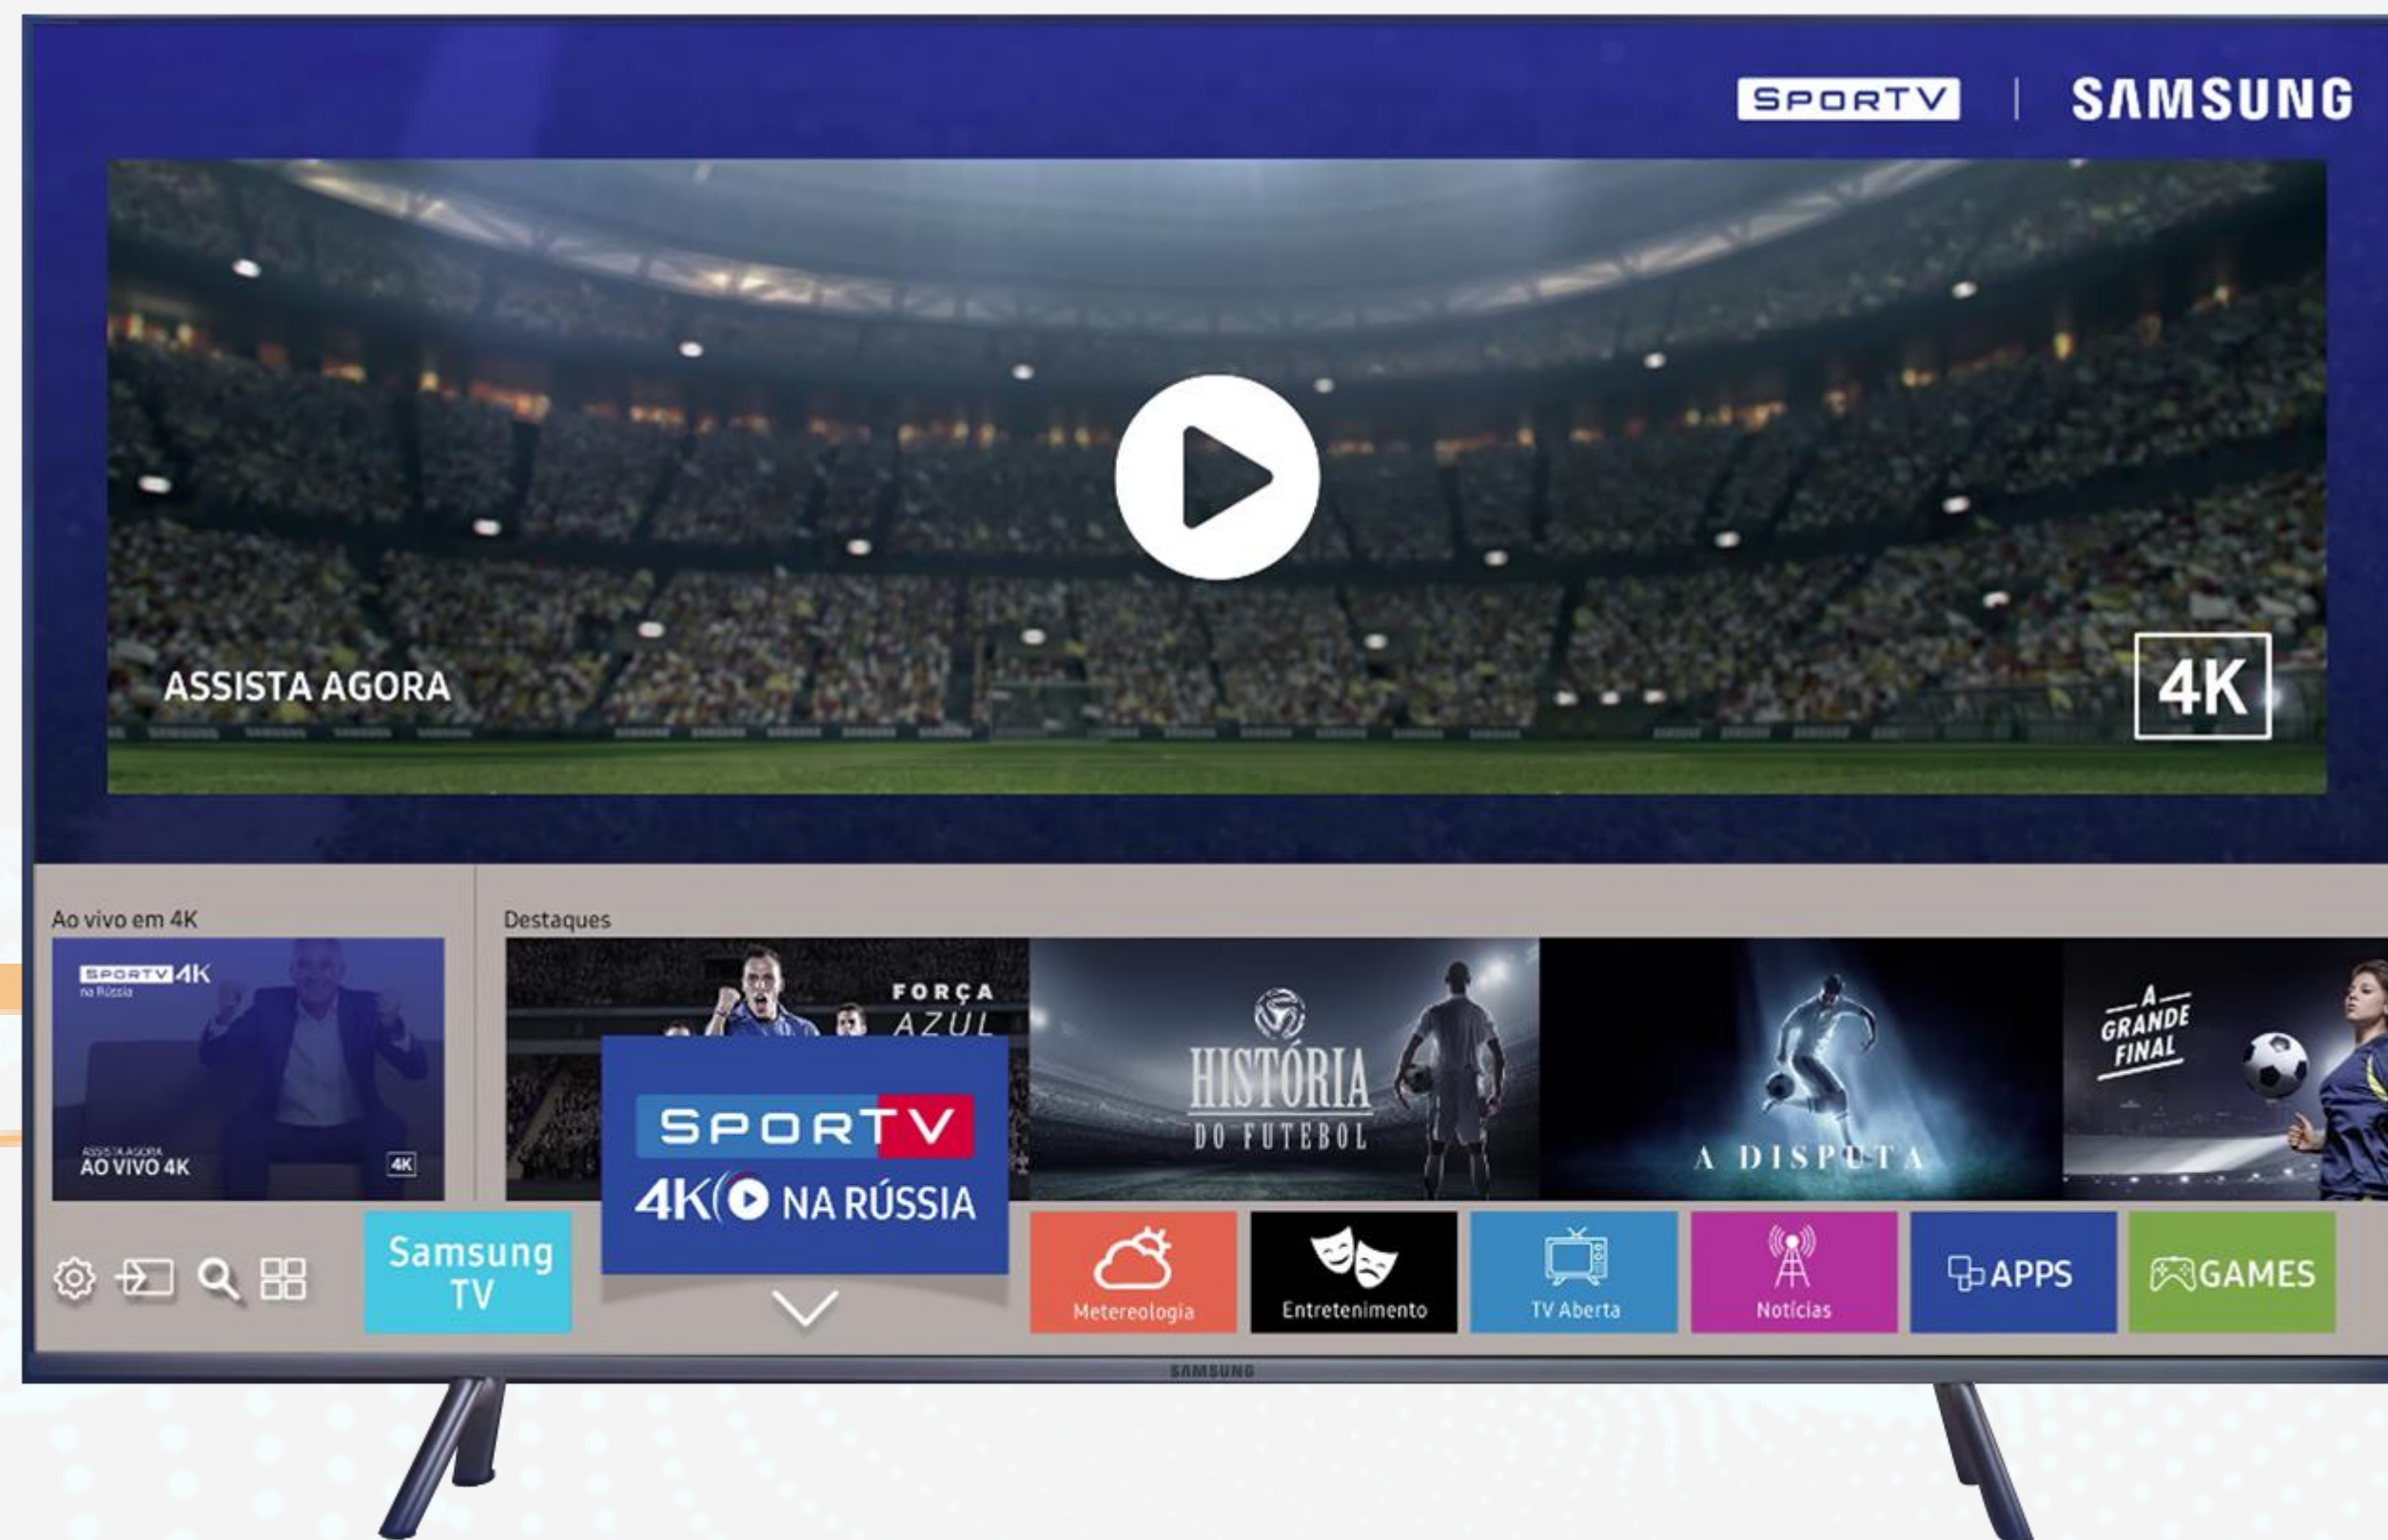 SPORTV | SAMSUNG
ASSISTA AGORA
4K
Ao vivo em 4K
Destaques
SPORTV 4K
na Rússia
ASSISTA AGORA
AO VIVO 4K
4K
FORÇA
AZUL
HISTÓRIA
DO FUTEBOL
A DISPUTA
A
GRANDE
FINAL
SPORTV
4K NA RÚSSIA
Samsung
TV
Metereologia
Entretenimento
TV Aberta
Notícias
APPS
GAMES
SAMSUNG